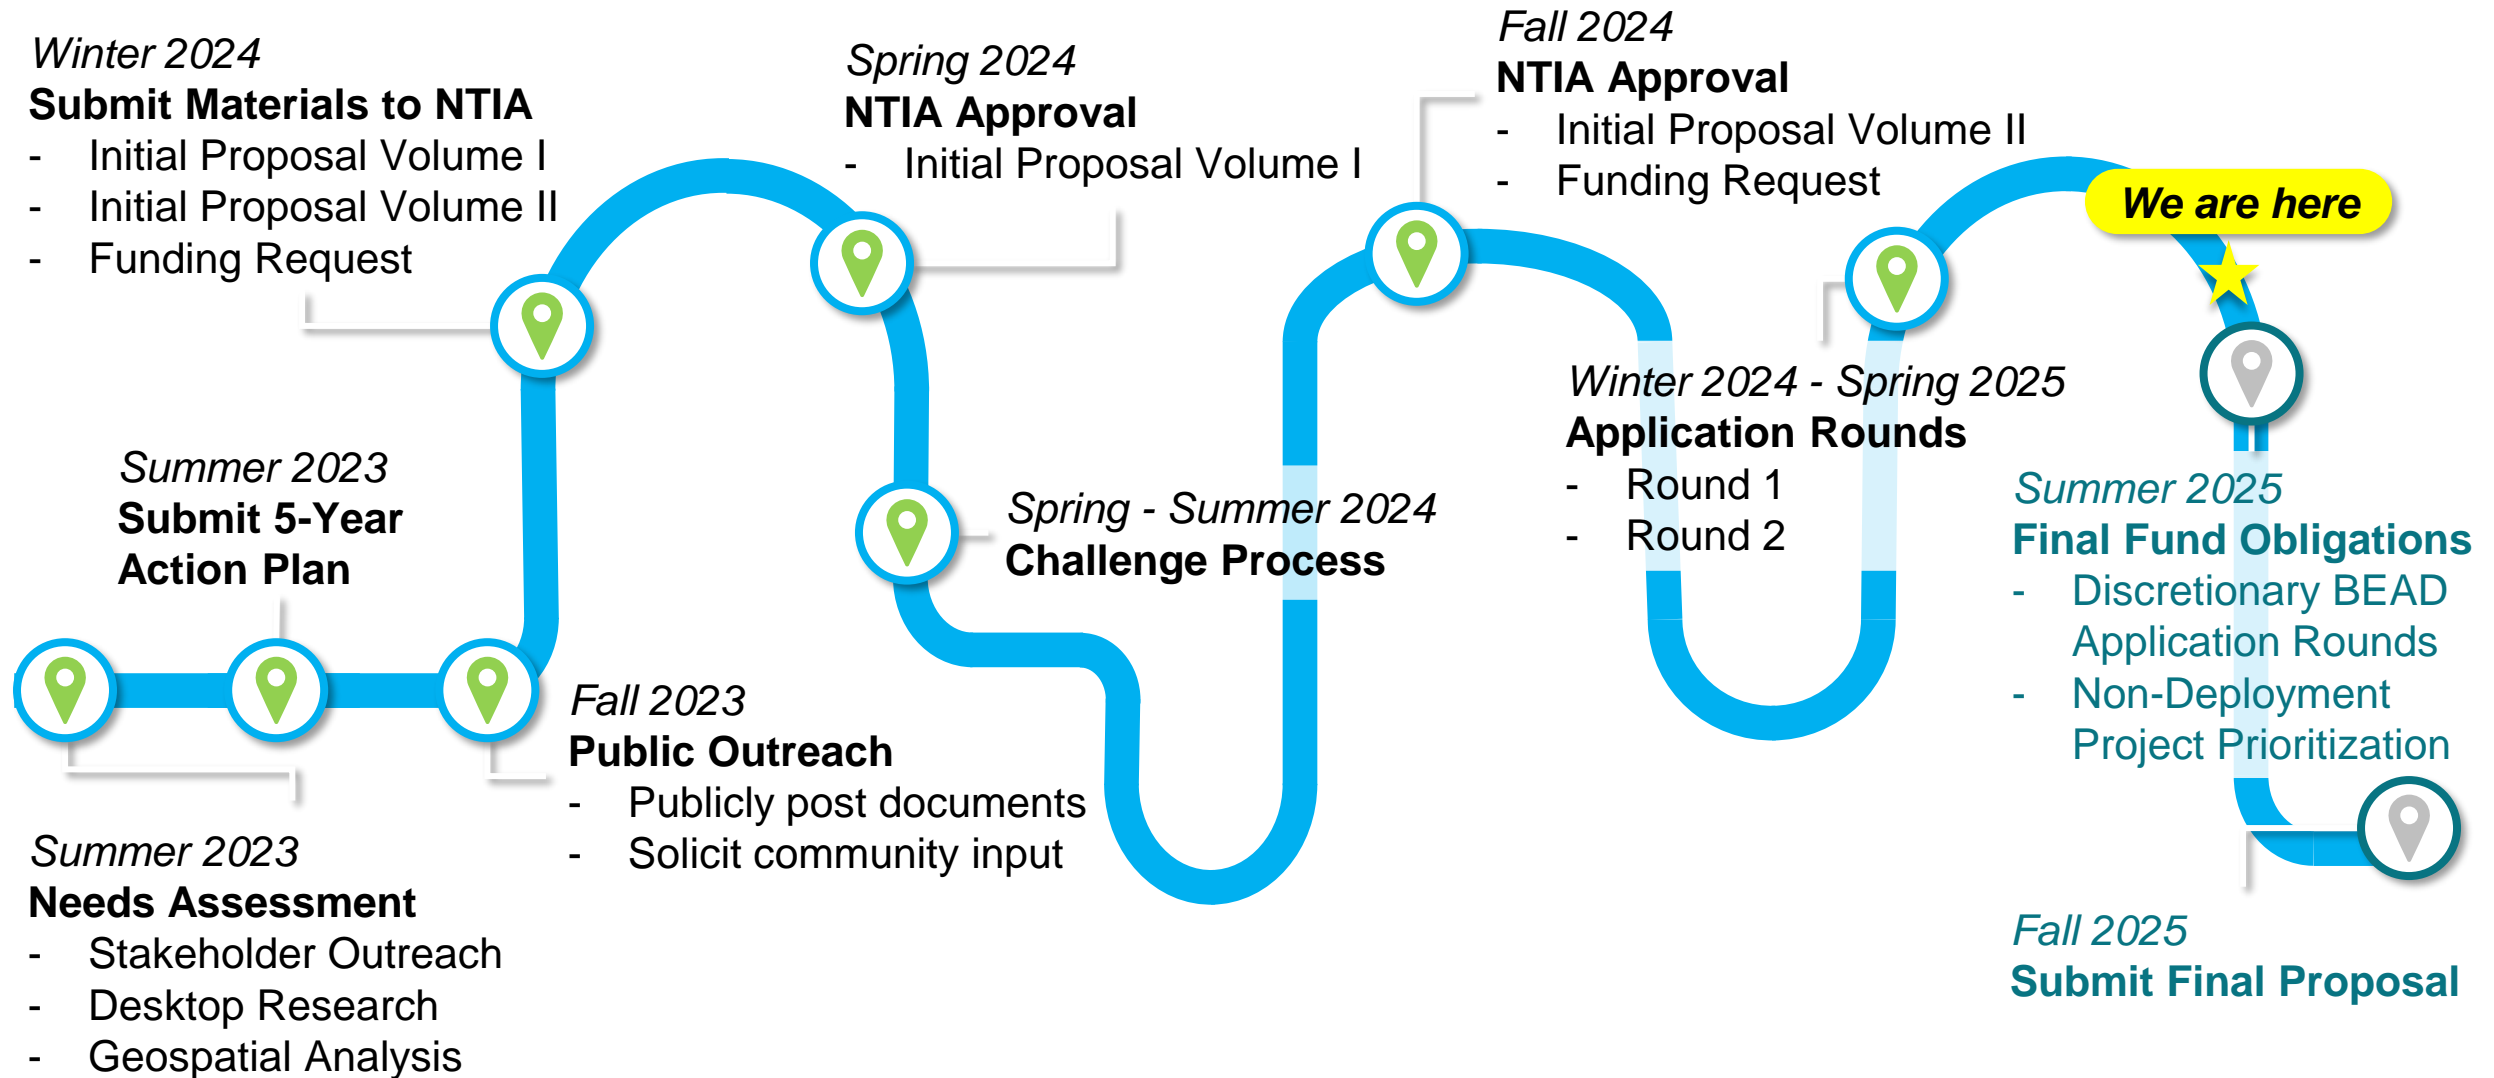 Winter 2024
Submit Materials to NTIA
- Initial Proposal Volume I
- Initial Proposal Volume II
- Funding Request
Spring 2024
NTIA Approval
- Initial Proposal Volume I
Fall 2024
NTIA Approval
- Initial Proposal Volume II
- Funding Request
We are here
Summer 2023
Submit 5-Year
Action Plan
Spring - Summer 2024
Challenge Process
Winter 2024 - Spring 2025
Application Rounds
- Round 1
- Round 2
Summer 2025
Final Fund Obligations
- Discretionary BEAD
Application Rounds
- Non-Deployment
Project Prioritization
Fall 2023
Public Outreach
- Publicly post documents
- Solicit community input
Summer 2023
Needs Assessment
- Stakeholder Outreach
- Desktop Research
- Geospatial Analysis
Fall 2025
Submit Final Proposal